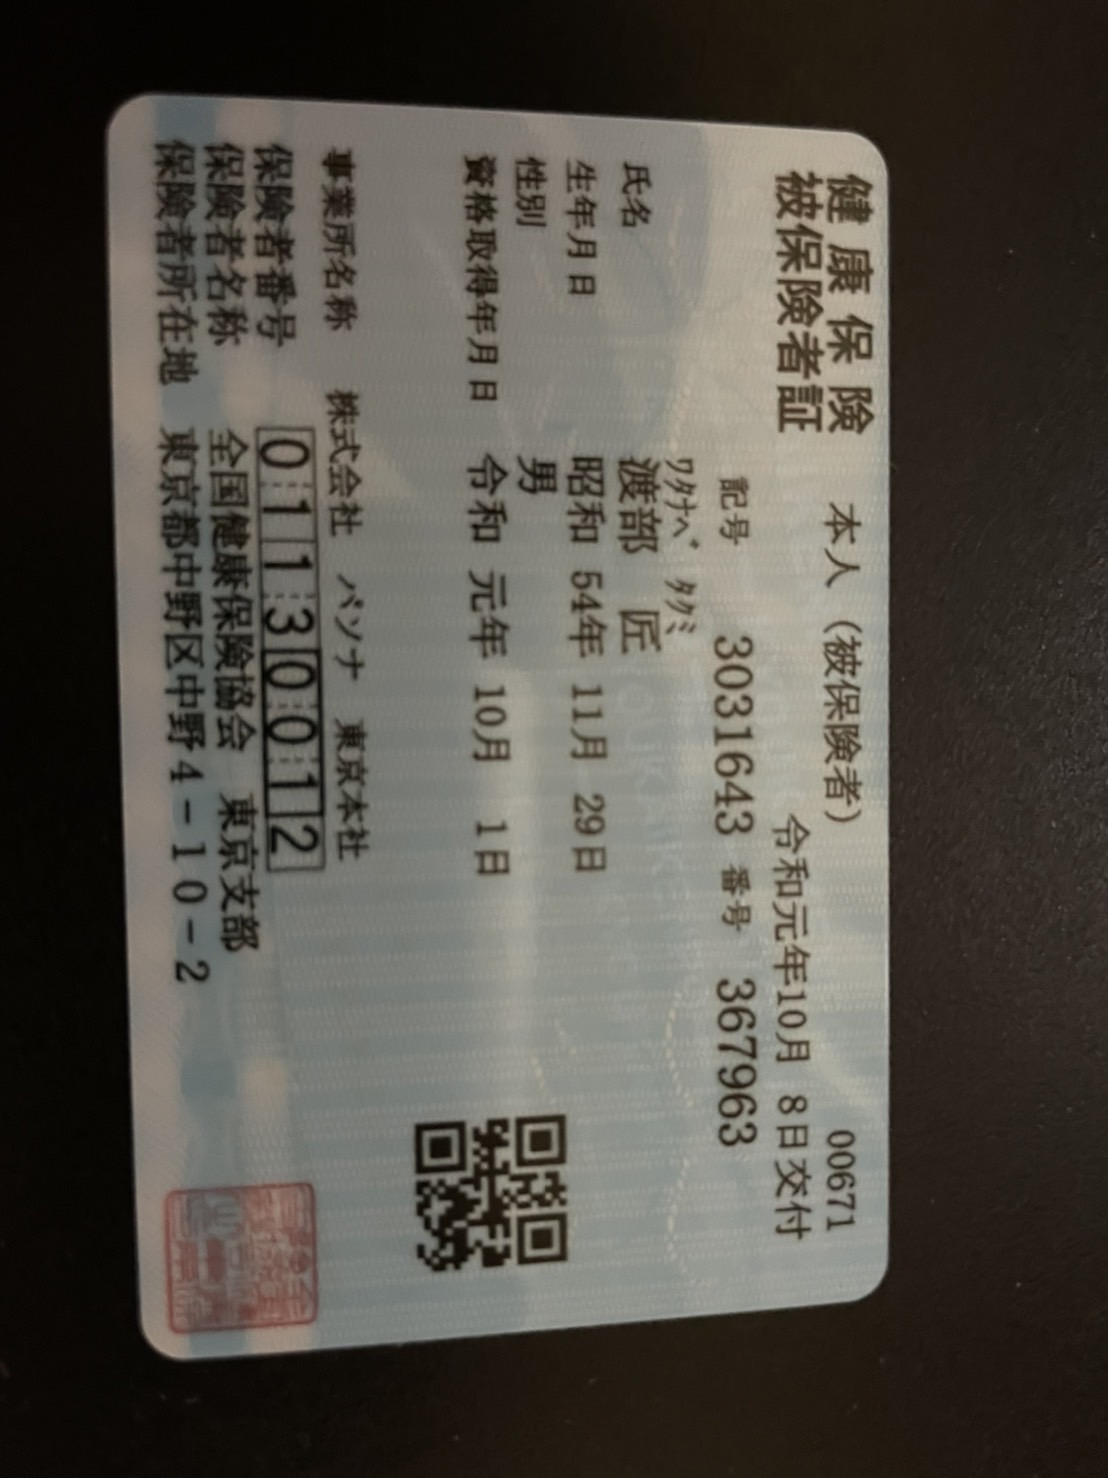 健康保険 本人（被保険者） 00671
被保険者証 令和元年10月 8日交付
記号 3031643 番号 367963
ﾜﾀﾅﾍﾞ ﾀｸﾐ
氏名 渡部 匠
生年月日 昭和 54年 11月 29日
性別 男
資格取得年月日 令和 元年 10月 1日
事業所名称 株式会社 パソナ 東京本社
保険者番号 01130012
保険者名称 全国健康保険協会 東京支部
保険者所在地 東京都中野区中野4-10-2